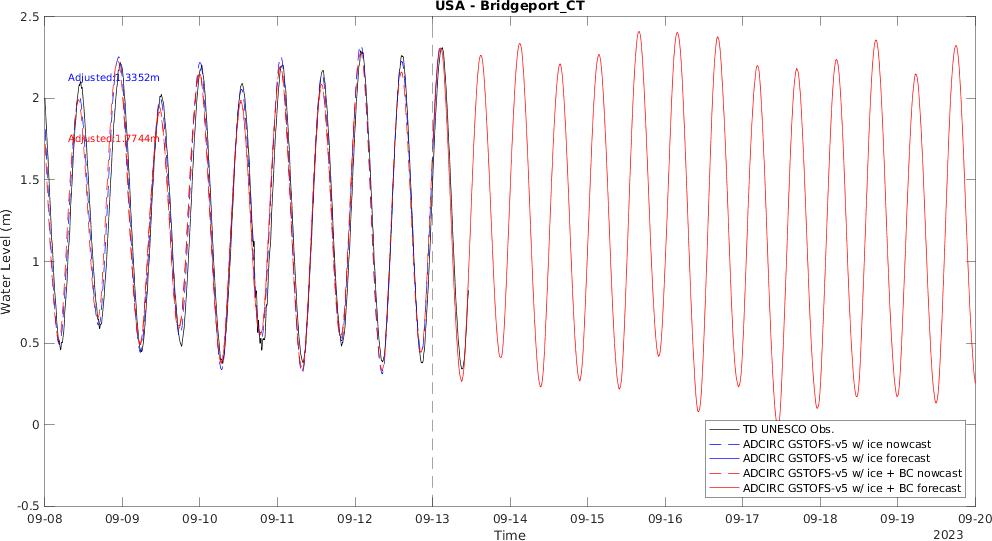 USA - Bridgeport_CT
2.5
2
1.5
1
0.5
0
-0.5
Water Level (m)
Adjusted:1.3352m
Adjusted:1.7744m
TD UNESCO Obs.
ADCIRC GSTOFS-v5 w/ ice nowcast
ADCIRC GSTOFS-v5 w/ ice forecast
ADCIRC GSTOFS-v5 w/ ice + BC nowcast
ADCIRC GSTOFS-v5 w/ ice + BC forecast
09-08 09-09 09-10 09-11 09-12 09-13 09-14 09-15 09-16 09-17 09-18 09-19 09-20
Time
2023